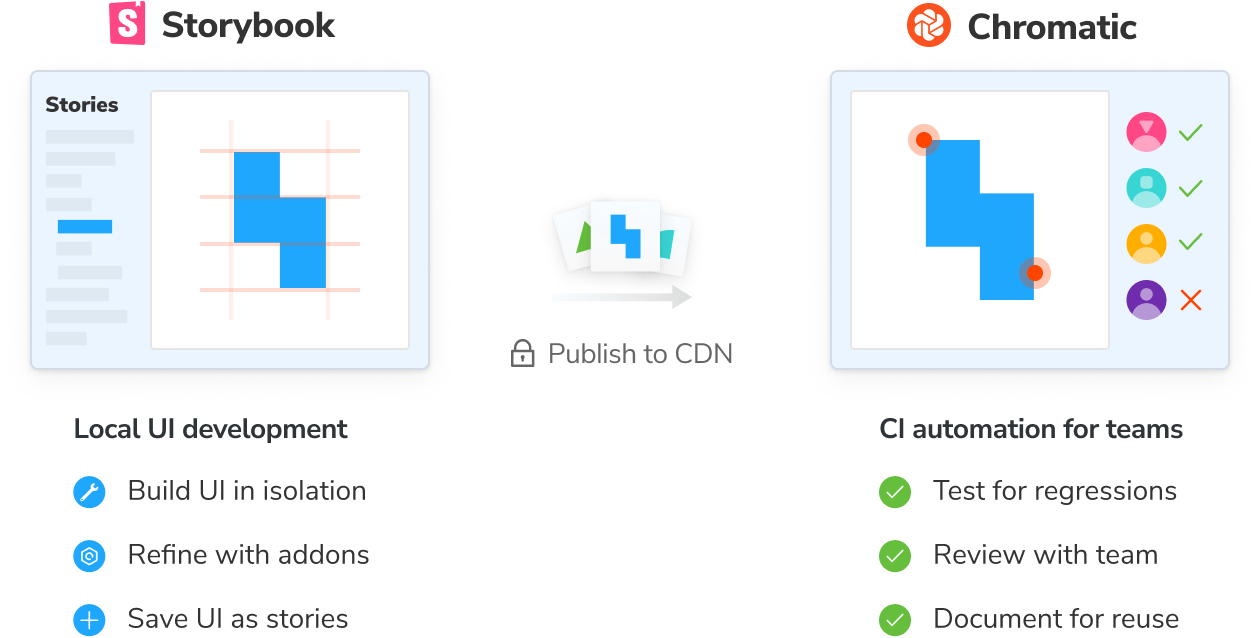 Storybook
Chromatic
Stories
Publish to CDN
Local UI development
Build UI in isolation
Refine with addons
Save UI as stories
CI automation for teams
Test for regressions
Review with team
Document for reuse